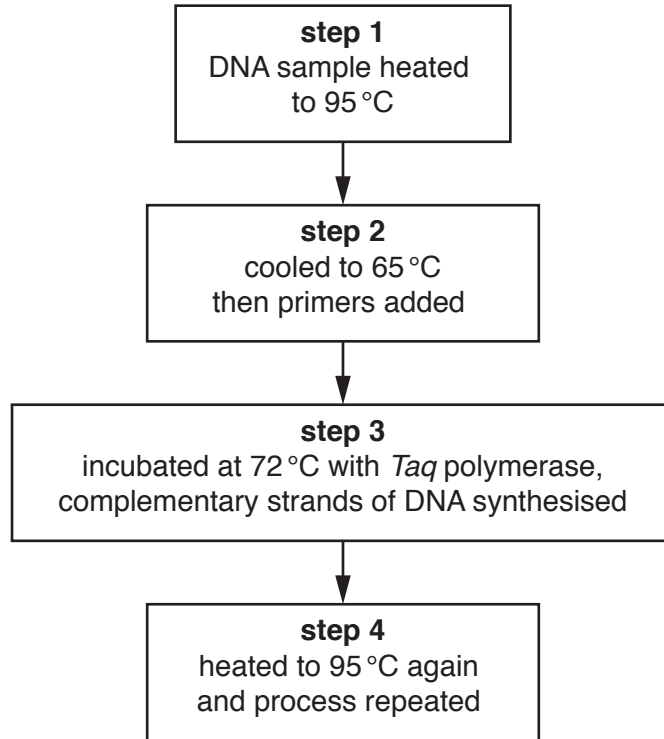 step 1
DNA sample heated
to 95 °C
step 2
cooled to 65 °C
then primers added
step 3
incubated at 72 °C with Taq polymerase,
complementary strands of DNA synthesised
step 4
heated to 95 °C again
and process repeated